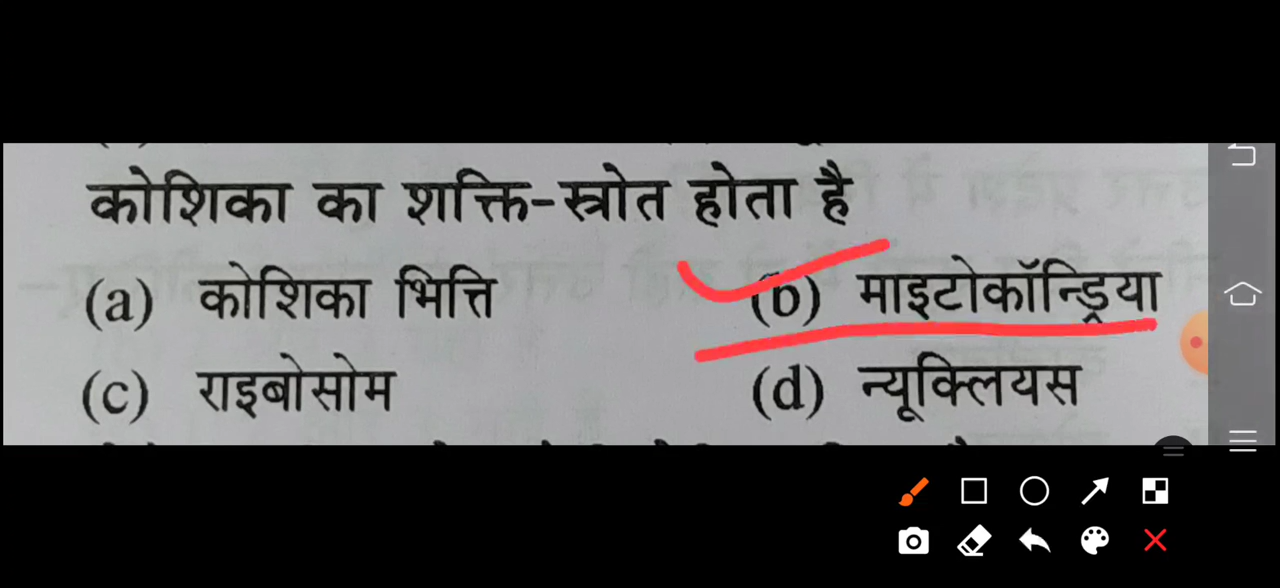 कोशिका का शक्ति-स्त्रोत होता है
(a) कोशिका भित्ति (b) माइटोकॉन्ड्रिया
(c) राइबोसोम (d) न्यूक्लियस